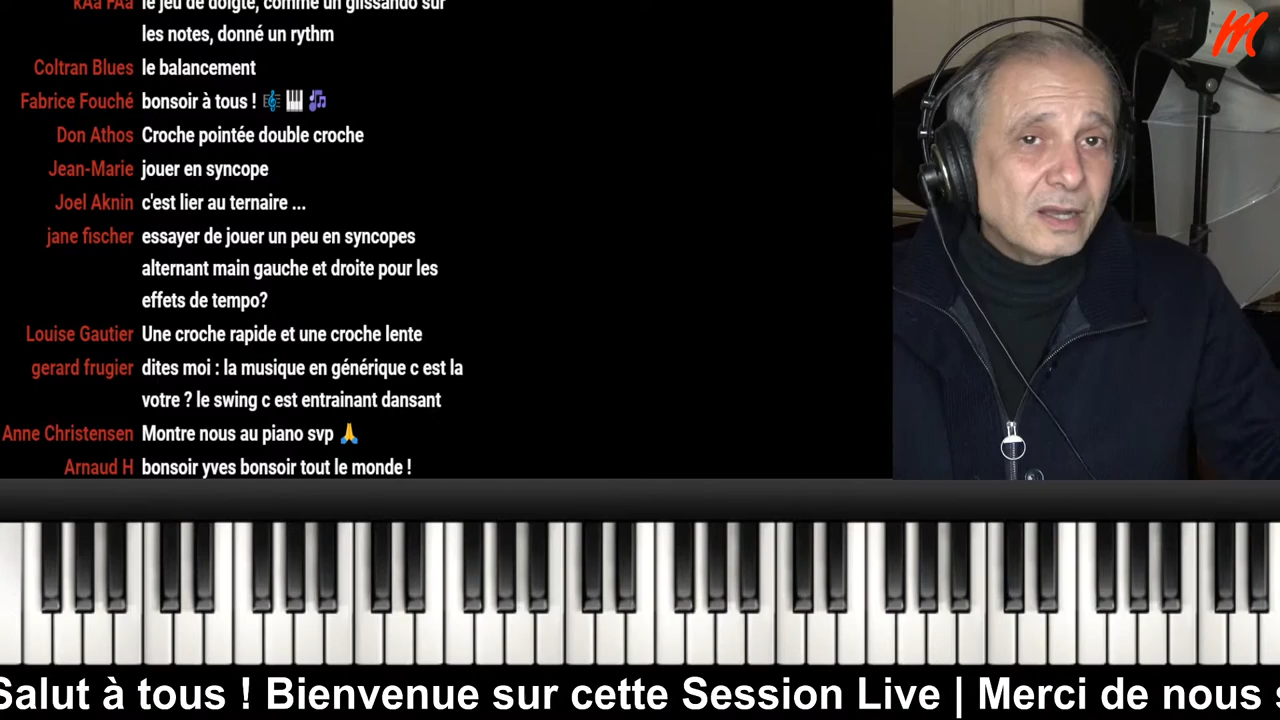 kAa FAa le jeu de doigté, comme un glissando sur
les notes, donné un rythm
Coltran Blues le balancement
Fabrice Fouché bonsoir à tous ! 🎼 🎹 🎶
Don Athos Croche pointée double croche
Jean-Marie jouer en syncope
Joel Aknin c'est lier au ternaire ...
jane fischer essayer de jouer un peu en syncopes
alternant main gauche et droite pour les
effets de tempo?
Louise Gautier Une croche rapide et une croche lente
gerard frugier dites moi : la musique en générique c est la
votre ? le swing c est entrainant dansant
Anne Christensen Montre nous au piano svp 🙏
Arnaud H bonsoir yves bonsoir tout le monde !
M
Salut à tous ! Bienvenue sur cette Session Live | Merci de nous